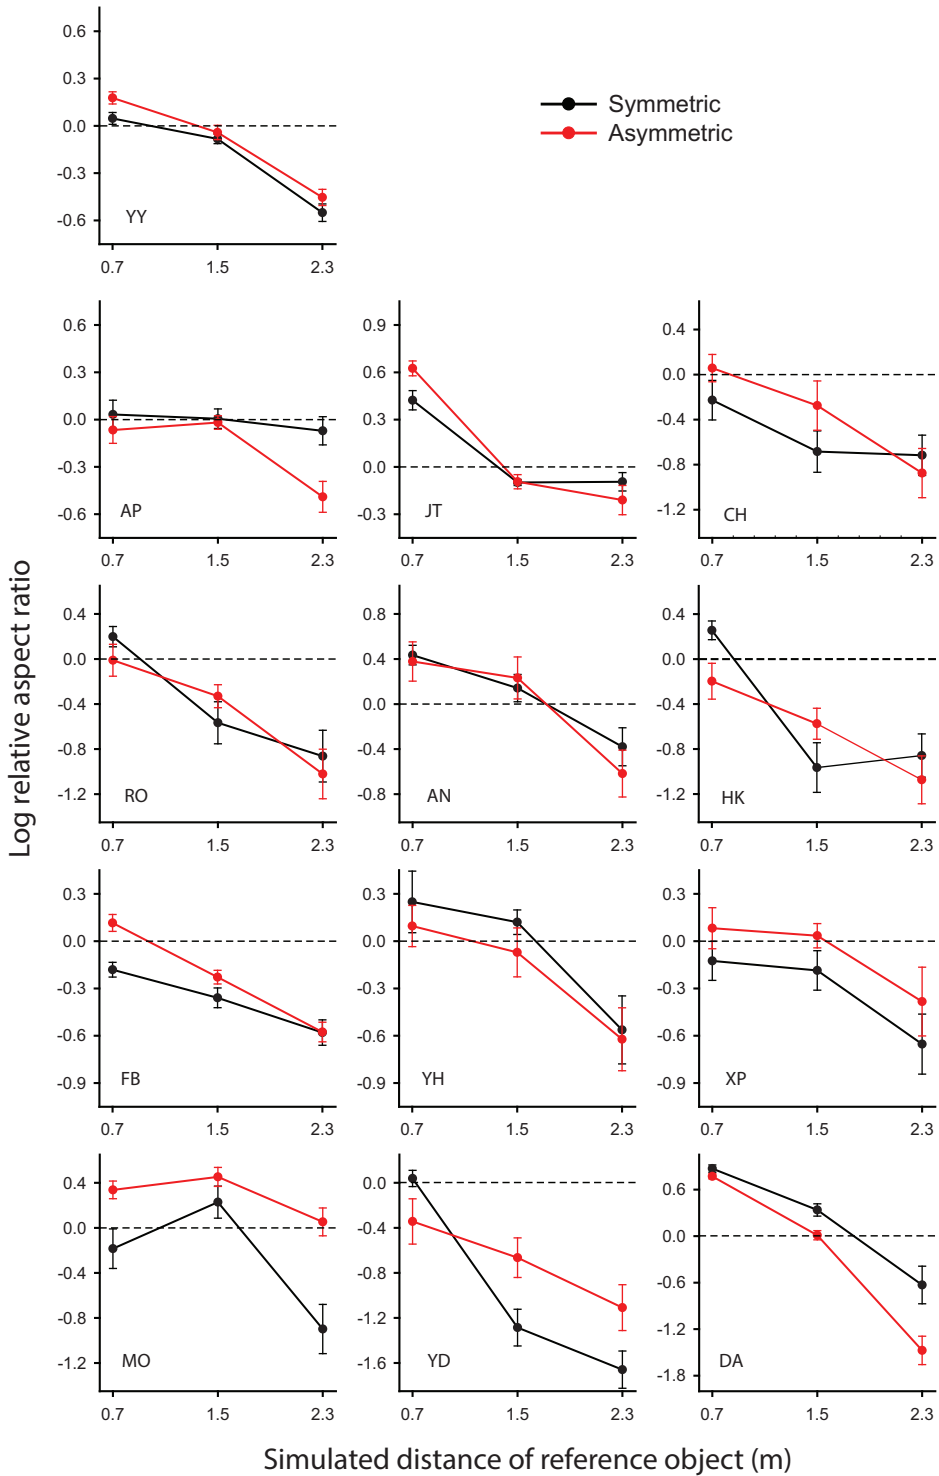 0.6
0.3
0.0
-0.3
-0.6
YY
0.7 1.5 2.3
Symmetric
Asymmetric
0.6
0.3
0.0
-0.3
-0.6
AP
0.7 1.5 2.3
0.9
0.6
0.3
0.0
-0.3
JT
0.7 1.5 2.3
0.4
0.0
-0.4
-0.8
-1.2
CH
0.7 1.5 2.3
Log relative aspect ratio
0.4
0.0
-0.4
-0.8
-1.2
RO
0.7 1.5 2.3
0.8
0.4
0.0
-0.4
-0.8
AN
0.7 1.5 2.3
0.4
0.0
-0.4
-0.8
-1.2
HK
0.7 1.5 2.3
0.3
0.0
-0.3
-0.6
-0.9
FB
0.7 1.5 2.3
0.3
0.0
-0.3
-0.6
-0.9
YH
0.7 1.5 2.3
0.3
0.0
-0.3
-0.6
-0.9
XP
0.7 1.5 2.3
0.4
0.0
-0.4
-0.8
-1.2
MO
0.7 1.5 2.3
0.0
-0.4
-0.8
-1.2
-1.6
YD
0.7 1.5 2.3
0.6
0.0
-0.6
-1.2
-1.8
DA
0.7 1.5 2.3
Simulated distance of reference object (m)